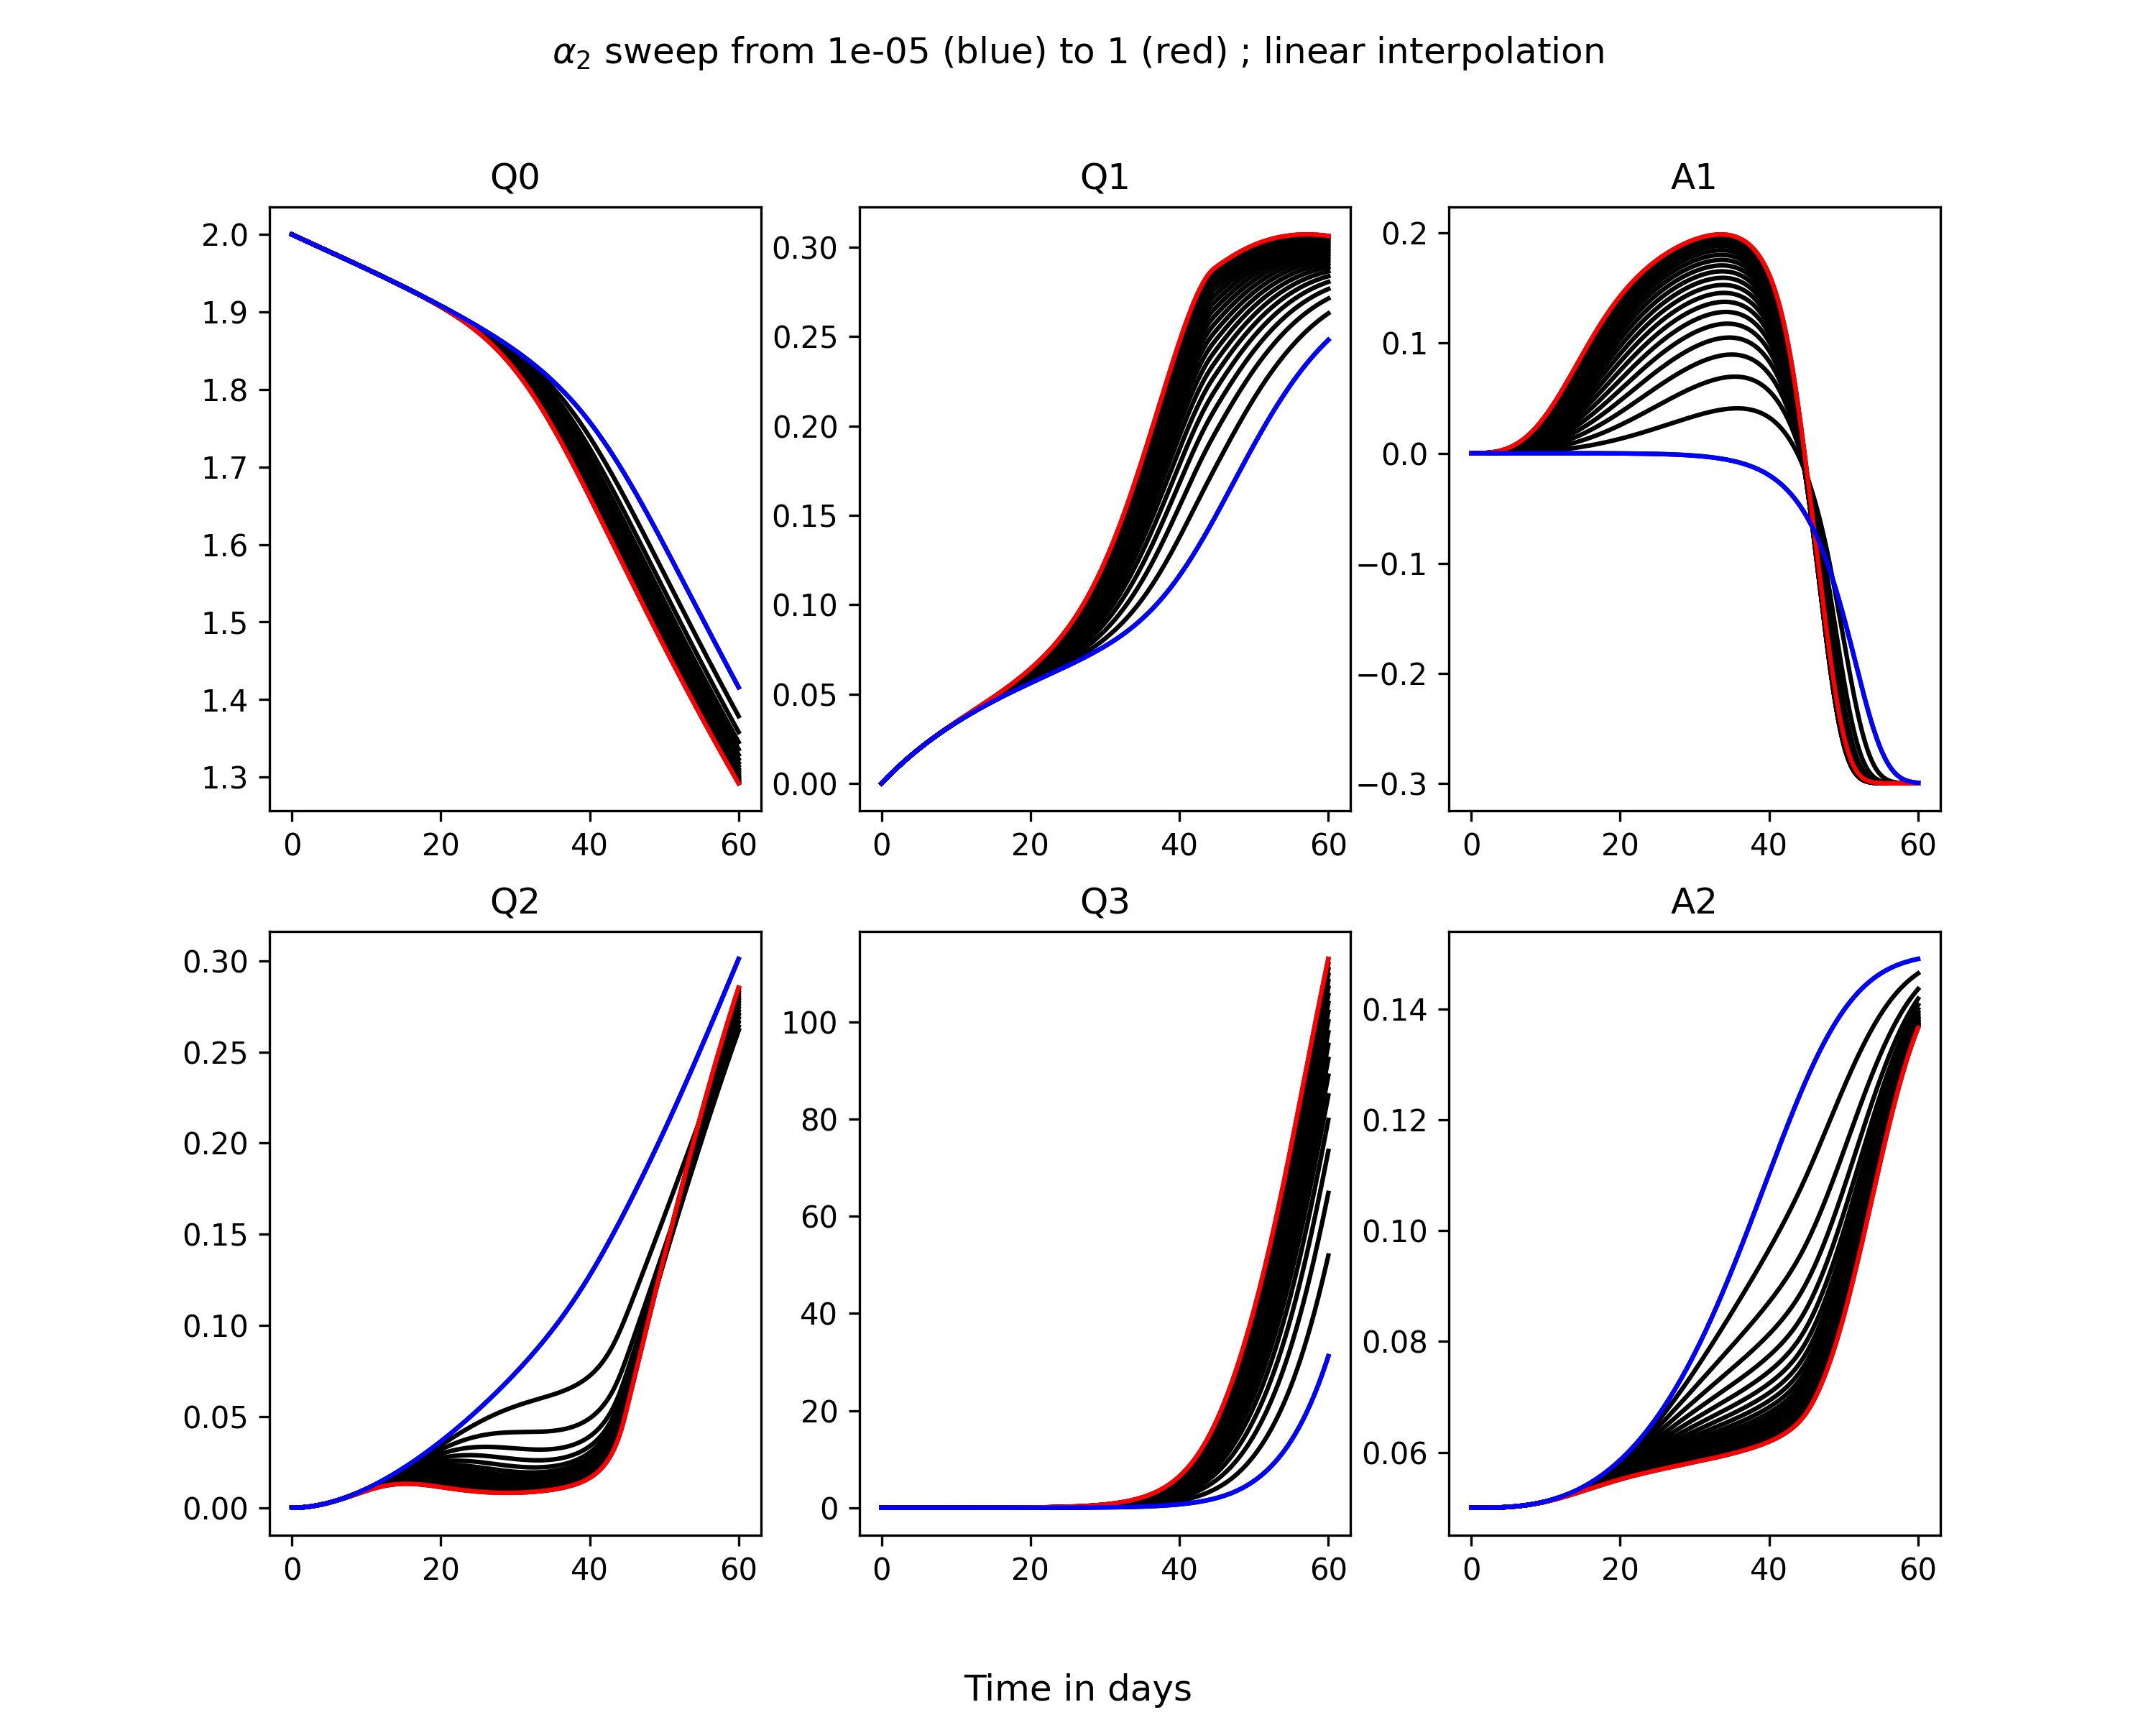 α₂ sweep from 1e-05 (blue) to 1 (red) ; linear interpolation
Q0
2.0
1.9
1.8
1.7
1.6
1.5
1.4
1.3
0 20 40 60
Q1
0.30
0.25
0.20
0.15
0.10
0.05
0.00
0 20 40 60
A1
0.2
0.1
0.0
−0.1
−0.2
−0.3
0 20 40 60
Q2
0.30
0.25
0.20
0.15
0.10
0.05
0.00
0 20 40 60
Q3
100
80
60
40
20
0
0 20 40 60
A2
0.14
0.12
0.10
0.08
0.06
0 20 40 60
Time in days